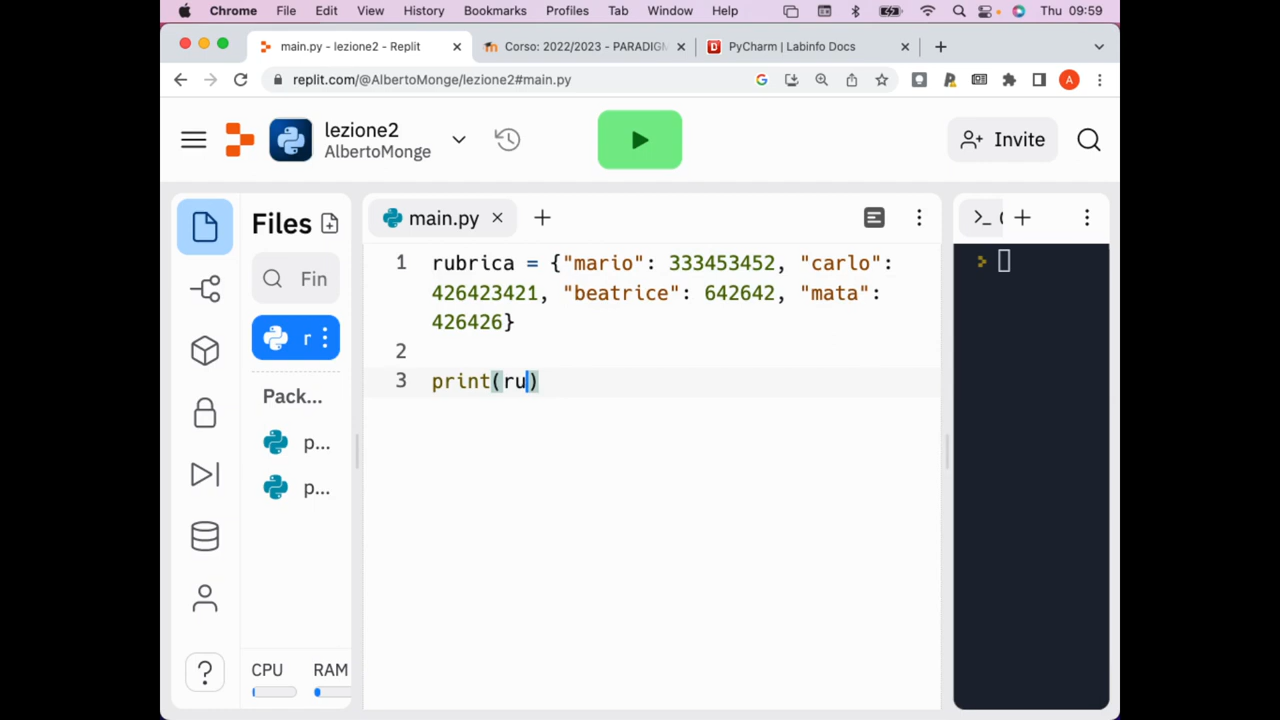 Chrome File Edit View History Bookmarks Profiles Tab Window Help Thu 09:59
main.py - lezione2 - Replit
Corso: 2022/2023 - PARADIGM
PyCharm | Labinfo Docs
replit.com/@AlbertoMonge/lezione2#main.py
A
lezione2
AlbertoMonge
Invite
Files
main.py
Fin
r
Pack...
p...
p...
CPU RAM
1 rubrica = {"mario": 333453452, "carlo":
426423421, "beatrice": 642642, "mata":
426426}
2
3 print(ru)